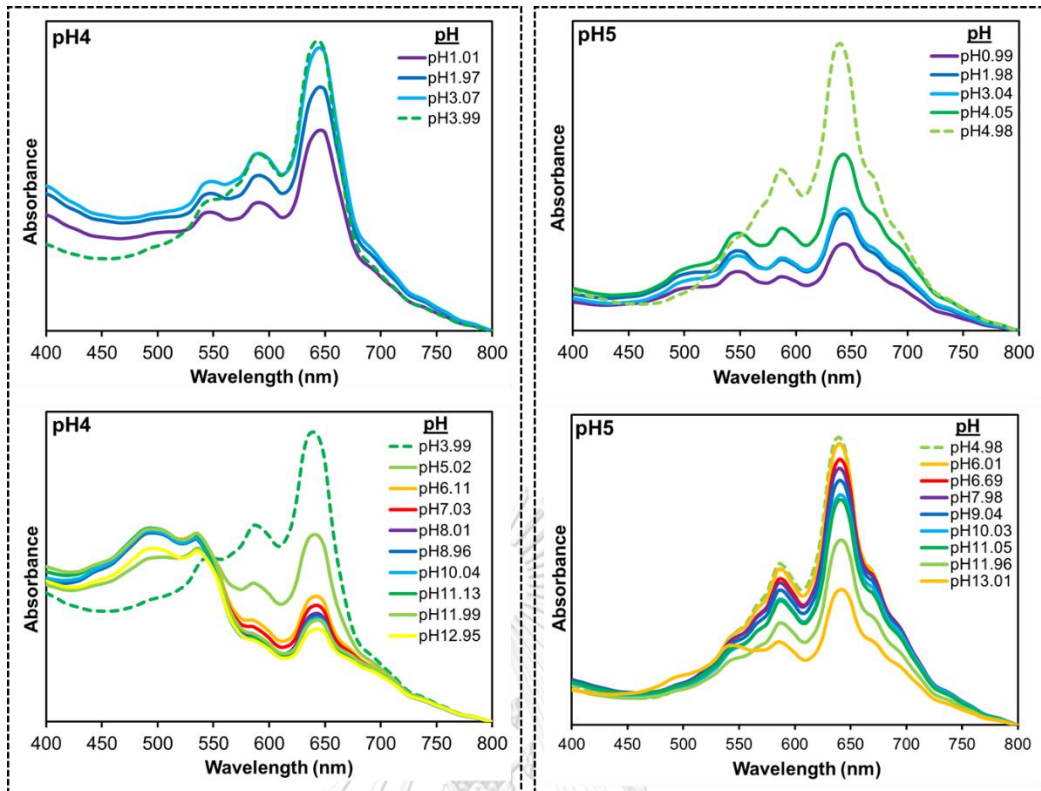 pH4
pH
pH1.01
pH1.97
pH3.07
pH3.99
Absorbance
400 450 500 550 600 650 700 750 800
Wavelength (nm)
pH5
pH
pH0.99
pH1.98
pH3.04
pH4.05
pH4.98
Absorbance
400 450 500 550 600 650 700 750 800
Wavelength (nm)
pH4
pH
pH3.99
pH5.02
pH6.11
pH7.03
pH8.01
pH8.96
pH10.04
pH11.13
pH11.99
pH12.95
Absorbance
400 450 500 550 600 650 700 750 800
Wavelength (nm)
pH5
pH
pH4.98
pH6.01
pH6.69
pH7.98
pH9.04
pH10.03
pH11.05
pH11.96
pH13.01
Absorbance
400 450 500 550 600 650 700 750 800
Wavelength (nm)